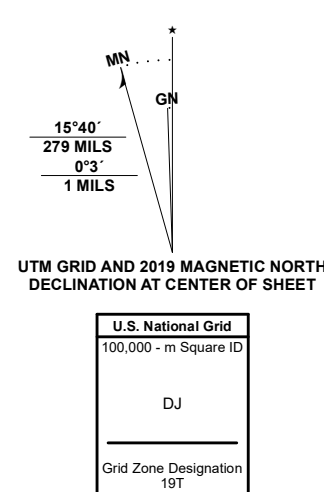 ★
MN
GN
15°40´
279 MILS
0°3´
1 MILS
UTM GRID AND 2019 MAGNETIC NORTH
DECLINATION AT CENTER OF SHEET
U.S. National Grid
100,000 - m Square ID
DJ
Grid Zone Designation
19T